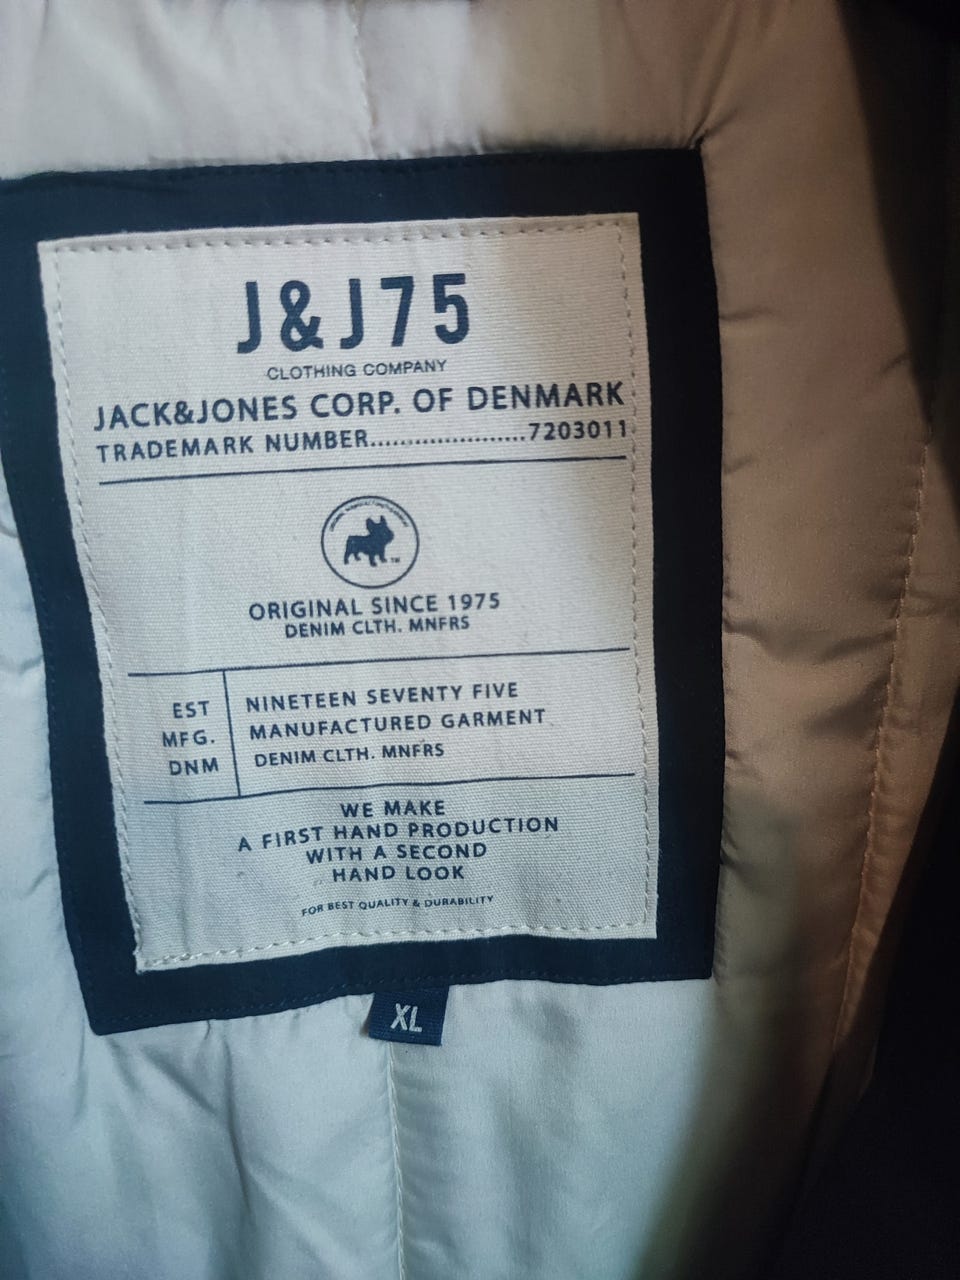 J&J75
CLOTHING COMPANY
JACK&JONES CORP. OF DENMARK
TRADEMARK NUMBER......................7203011
TM
ORIGINAL SINCE 1975
DENIM CLTH. MNFRS
EST NINETEEN SEVENTY FIVE
MFG. MANUFACTURED GARMENT
DNM DENIM CLTH. MNFRS
WE MAKE
A FIRST HAND PRODUCTION
WITH A SECOND
HAND LOOK
FOR BEST QUALITY & DURABILITY
XL